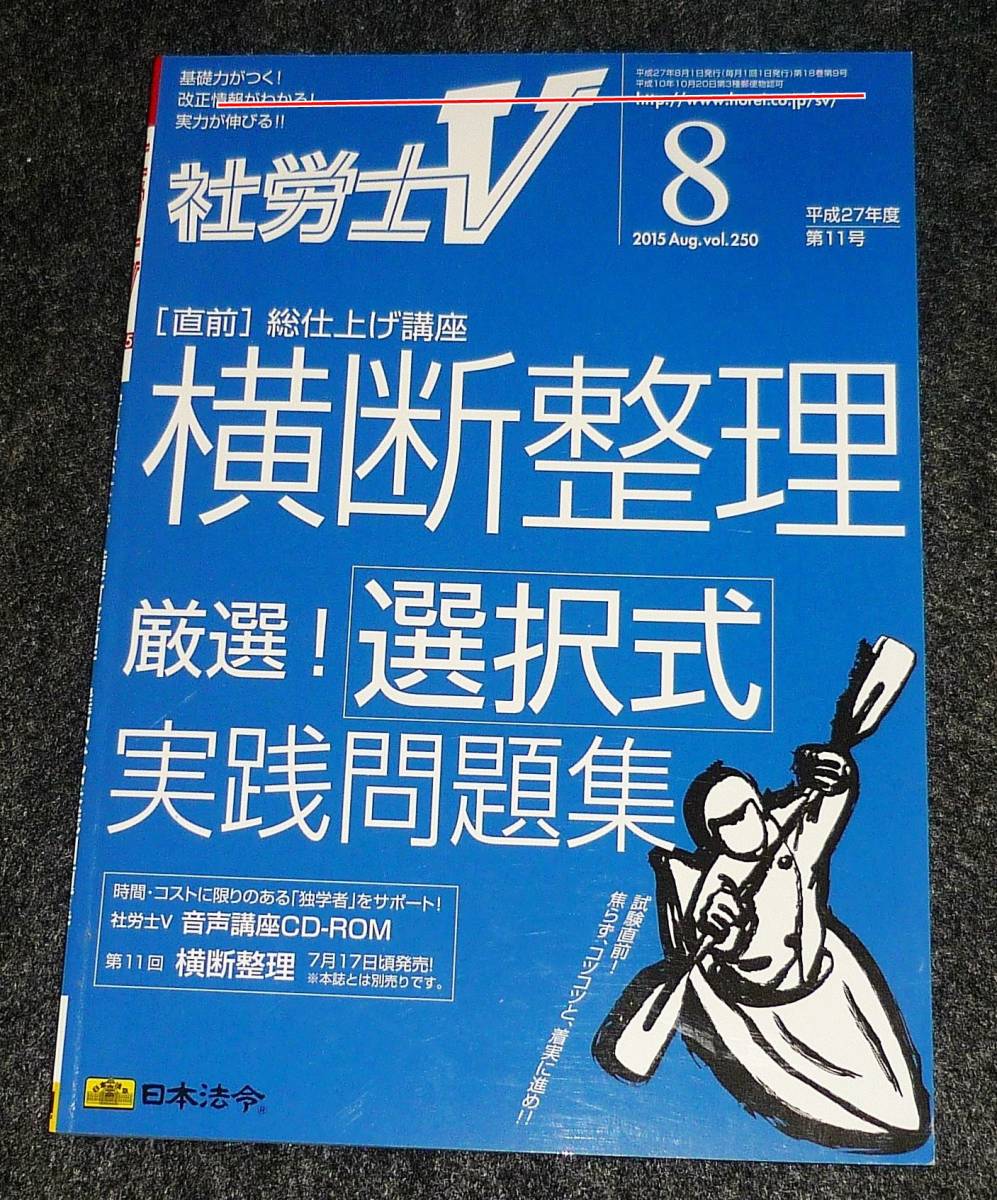 基礎力がつく!
改正情報がわかる!
実力が伸びる!!
社労士V
平成27年8月1日発行(毎月1回1日発行)第18巻第9号
平成10年10月20日第3種郵便物認可
http://www.horei.co.jp/sv/
8
2015 Aug. vol.250
平成27年度
第11号
[直前]総仕上げ講座
横断整理
厳選!選択式
実践問題集
時間・コストに限りのある「独学者」をサポート!
社労士V 音声講座CD-ROM
第11回 横断整理 7月17日頃発売!
※本誌とは別売りです。
試験直前!
焦らず、コツコツと、着実に進め!!
日本法令®